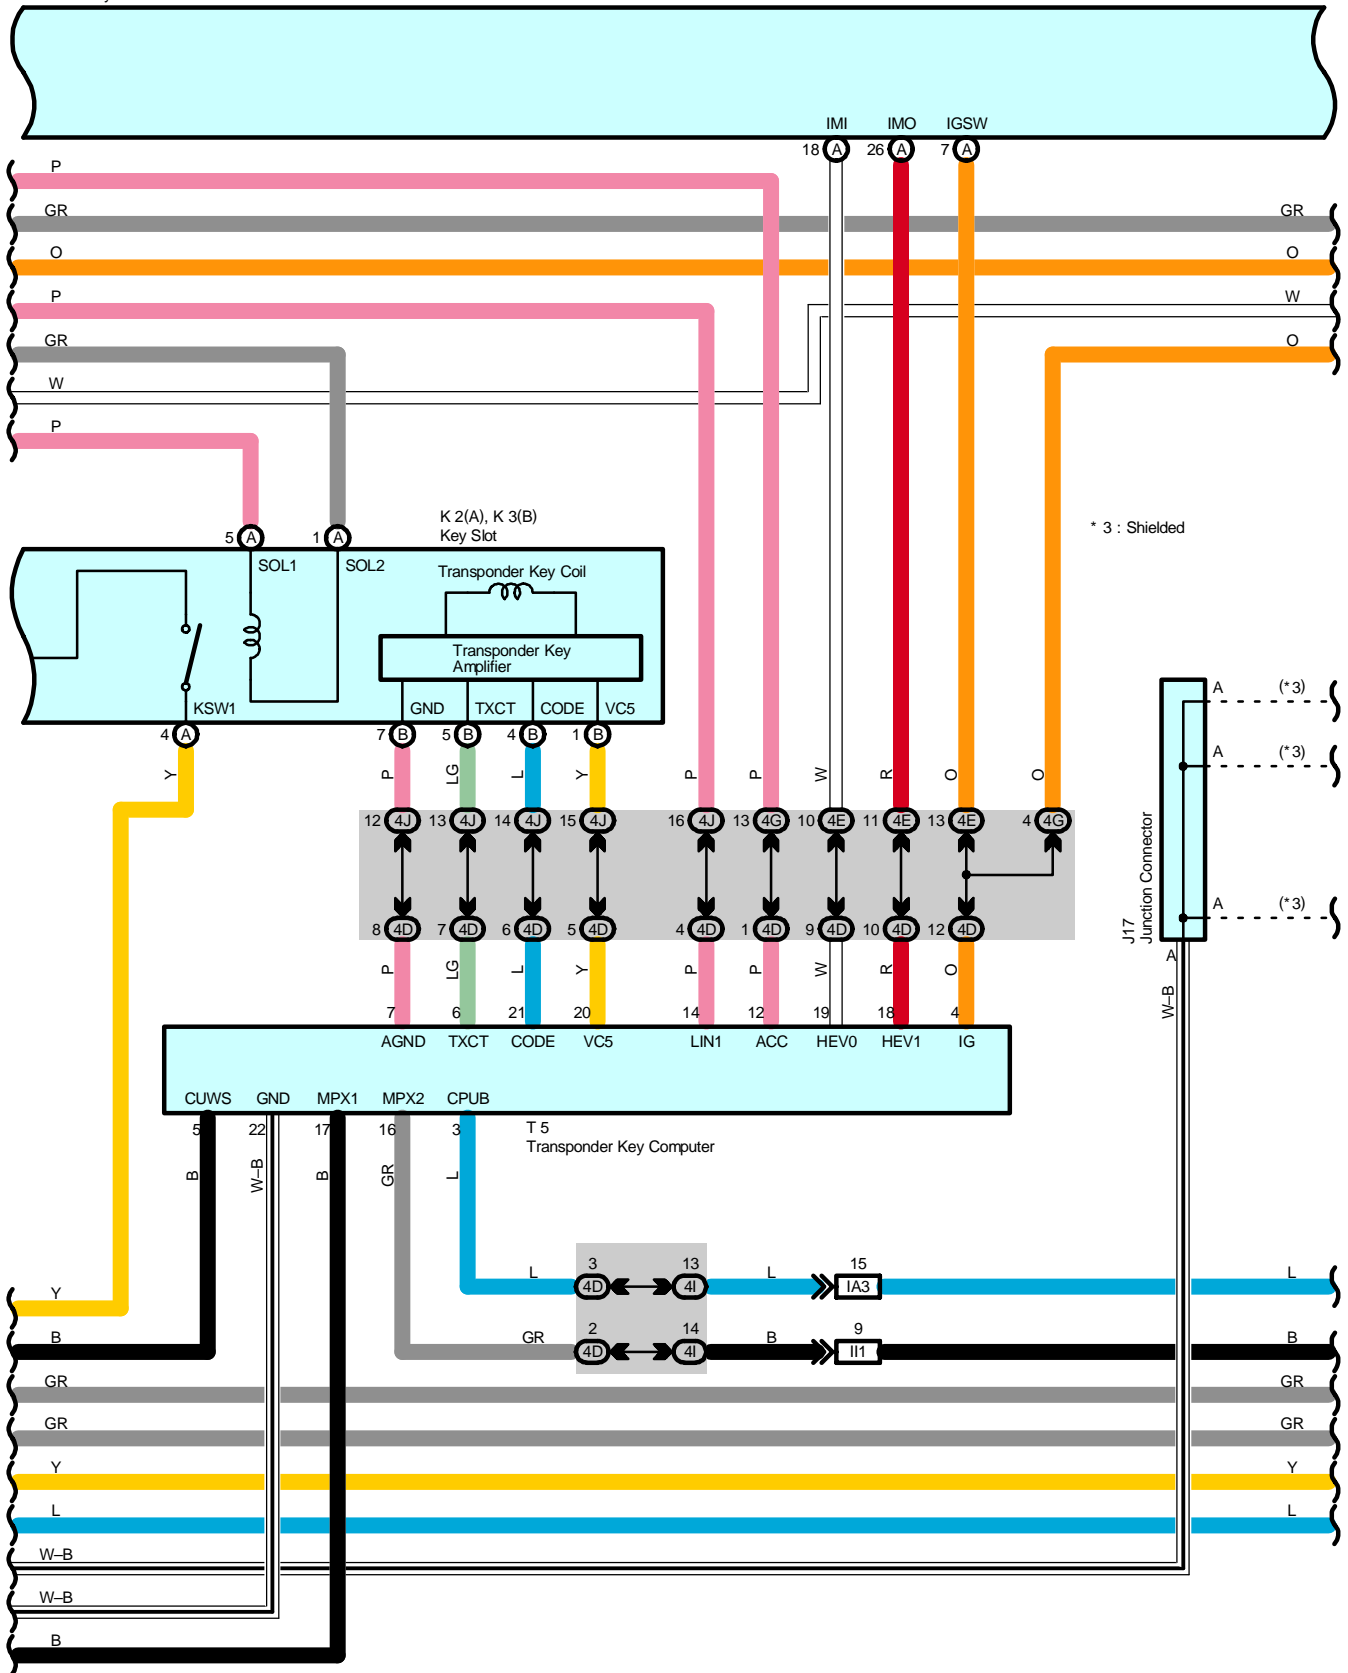 IMI IMO IGSW
18 A 26 A 7 A
P
GR GR
O O
P W
GR O
W
P
K 2(A), K 3(B)
Key Slot
* 3 : Shielded
5 A 1 A
SOL1 SOL2
Transponder Key Coil
Transponder Key
Amplifier
KSW1 GND TXCT CODE VC5
4 A 7 B 5 B 4 B 1 B
A (*3)
A (*3)
A (*3)
Y P LG L Y P P W R O O
12 4J 13 4J 14 4J 15 4J 16 4J 13 4G 10 4E 11 4E 13 4E 4 4G
8 4D 7 4D 6 4D 5 4D 4 4D 1 4D 9 4D 10 4D 12 4D
J17
Junction Connector
A
W–B
P LG L Y P P W R O
7 6 21 20 14 12 19 18 4
AGND TXCT CODE VC5 LIN1 ACC HEV0 HEV1 IG
CUWS GND MPX1 MPX2 CPUB
5 22 17 16 3
T 5
Transponder Key Computer
B W–B B GR L
3 13 15
L 4D 4I L IA3 L
2 14 9
GR 4D 4I B II1 B
Y
B
GR GR
GR GR
Y Y
L L
W–B
W–B
B